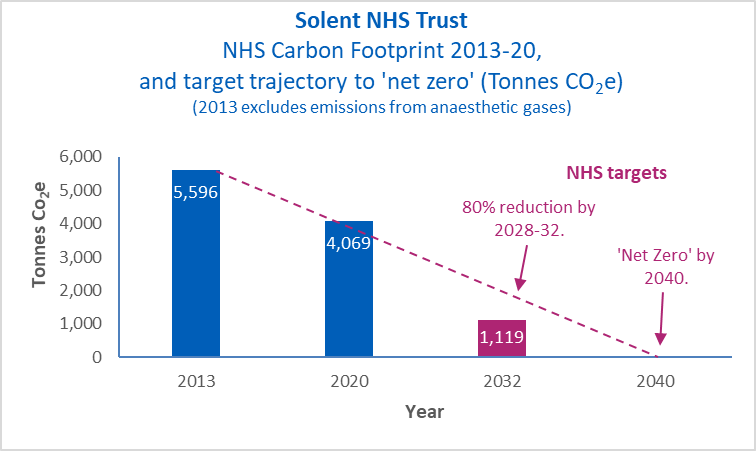 Solent NHS Trust
NHS Carbon Footprint 2013-20,
and target trajectory to 'net zero' (Tonnes CO2e)
(2013 excludes emissions from anaesthetic gases)
Tonnes Co2e
6,000
5,000
4,000
3,000
2,000
1,000
0
5,596
4,069
1,119
NHS targets
80% reduction by
2028-32.
'Net Zero' by
2040.
2013
2020
2032
2040
Year